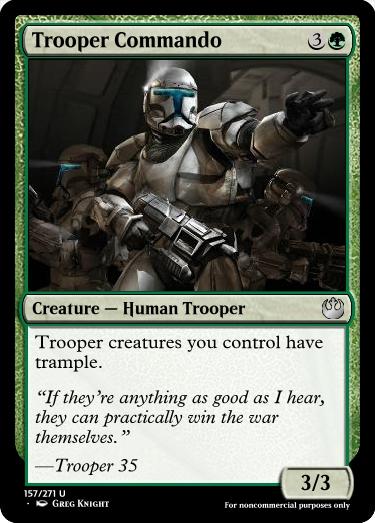 Trooper Commando 3
Creature — Human Trooper
Trooper creatures you control have
trample.
“If they’re anything as good as I hear,
they can practically win the war
themselves.”
—Trooper 35
3/3
157/271 U
· Greg Knight
For noncommercial purposes only